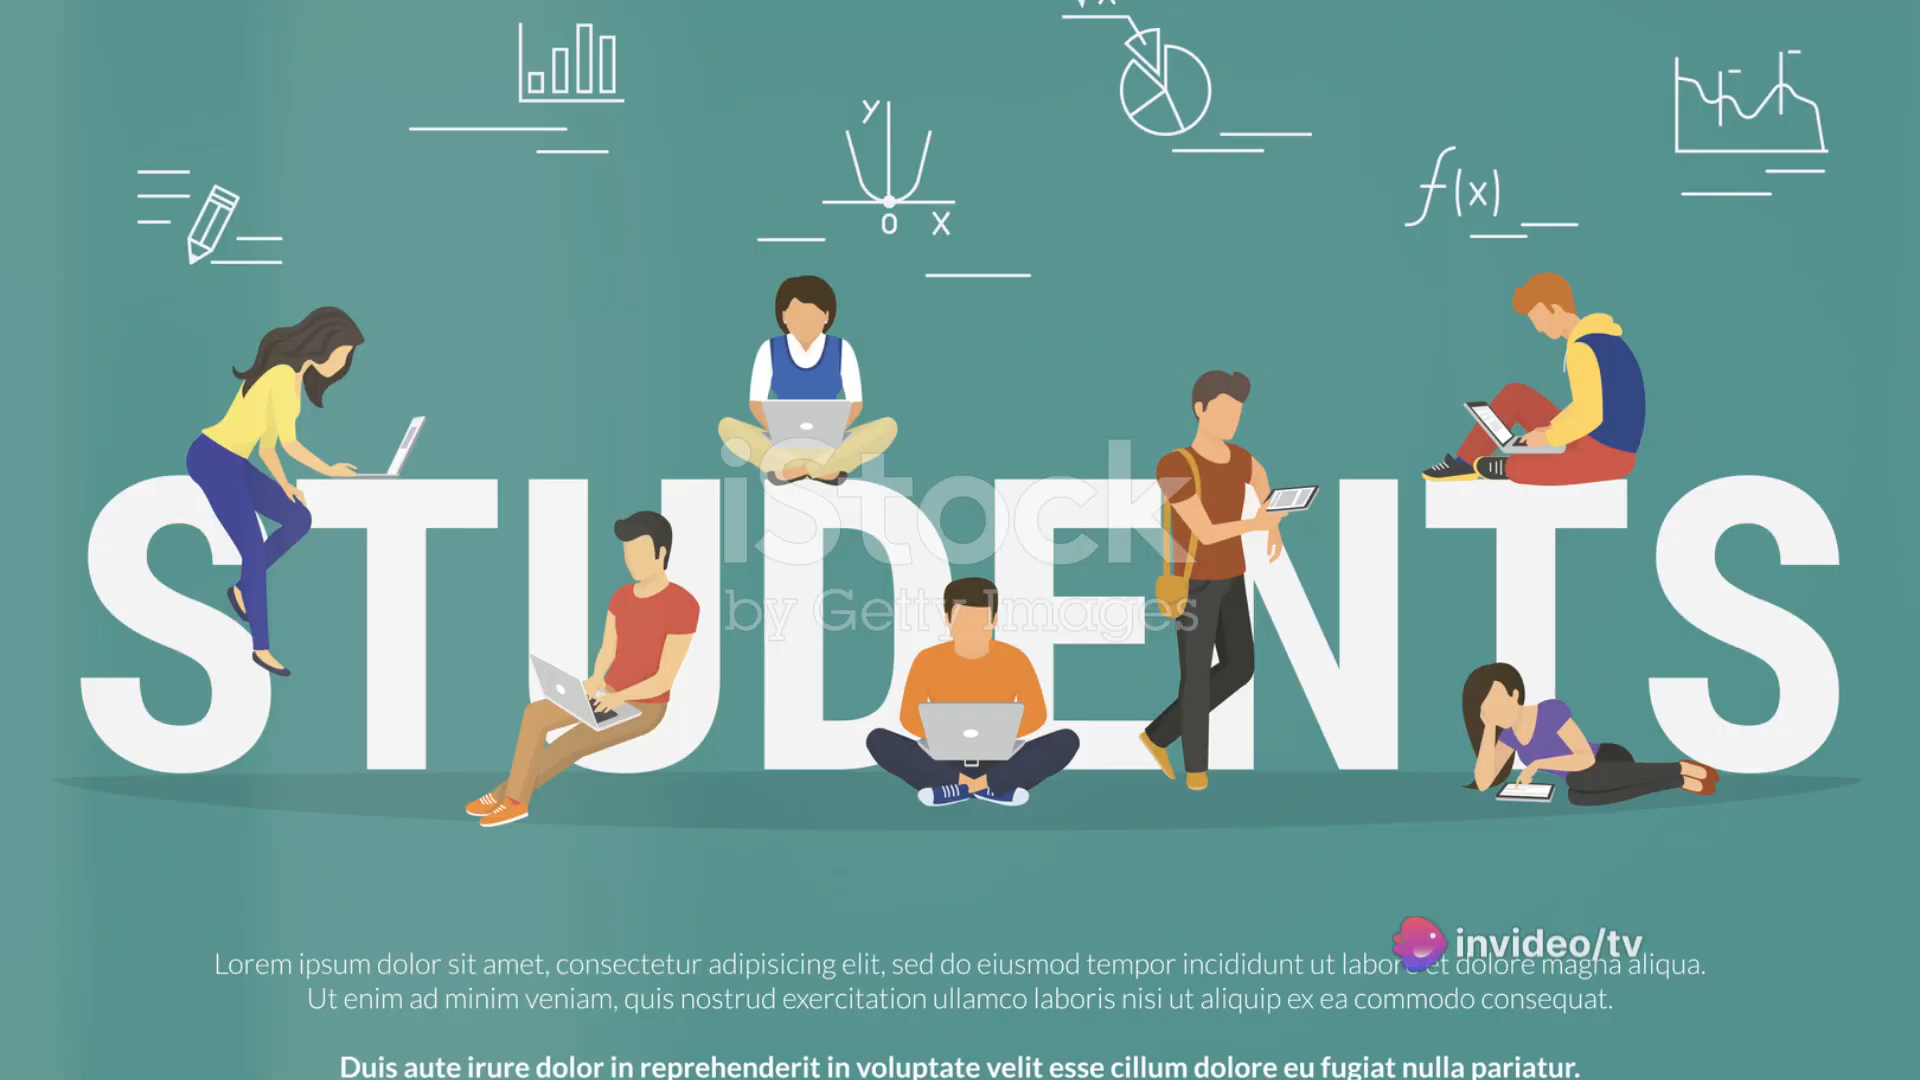 y
O
X
f(x)
STUDENTS
iStock
by Getty Images
invideo/tv
Lorem ipsum dolor sit amet, consectetur adipisicing elit, sed do eiusmod tempor incididunt ut labore et dolore magna aliqua.
Ut enim ad minim veniam, quis nostrud exercitation ullamco laboris nisi ut aliquip ex ea commodo consequat.
Duis aute irure dolor in reprehenderit in voluptate velit esse cillum dolore eu fugiat nulla pariatur.